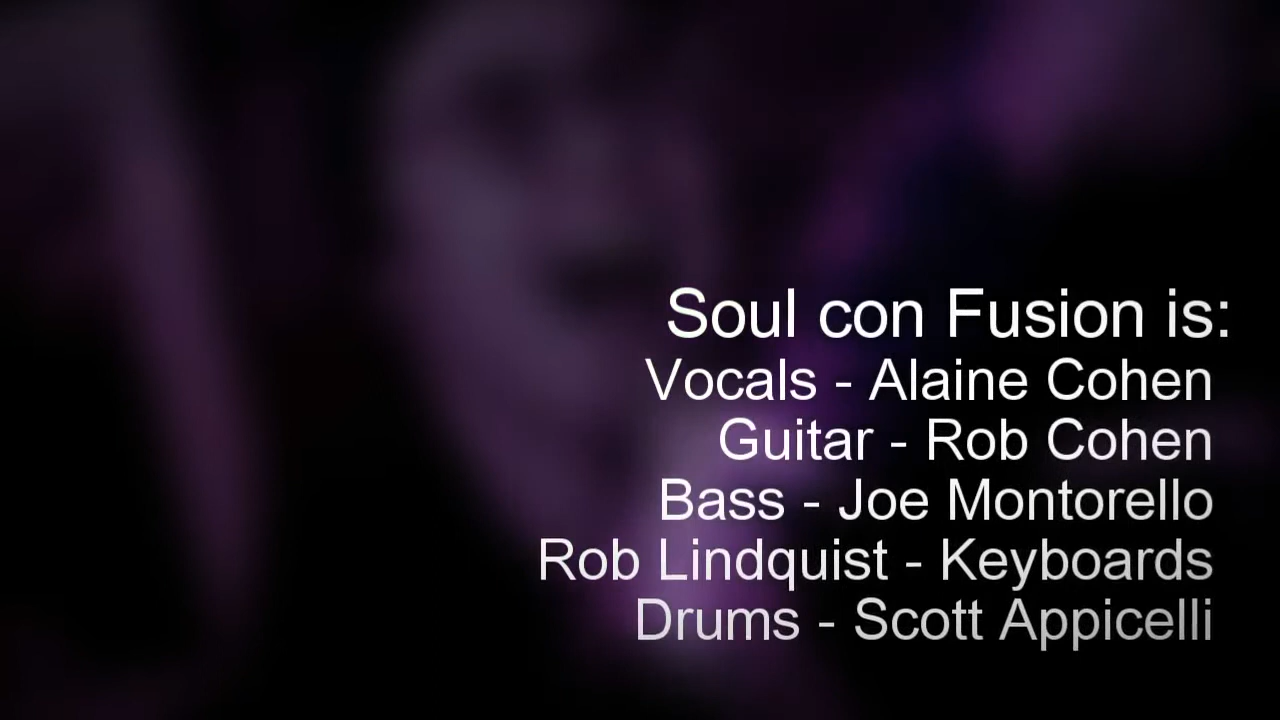 Soul con Fusion is:
Vocals - Alaine Cohen
Guitar - Rob Cohen
Bass - Joe Montorello
Rob Lindquist - Keyboards
Drums - Scott Appicelli